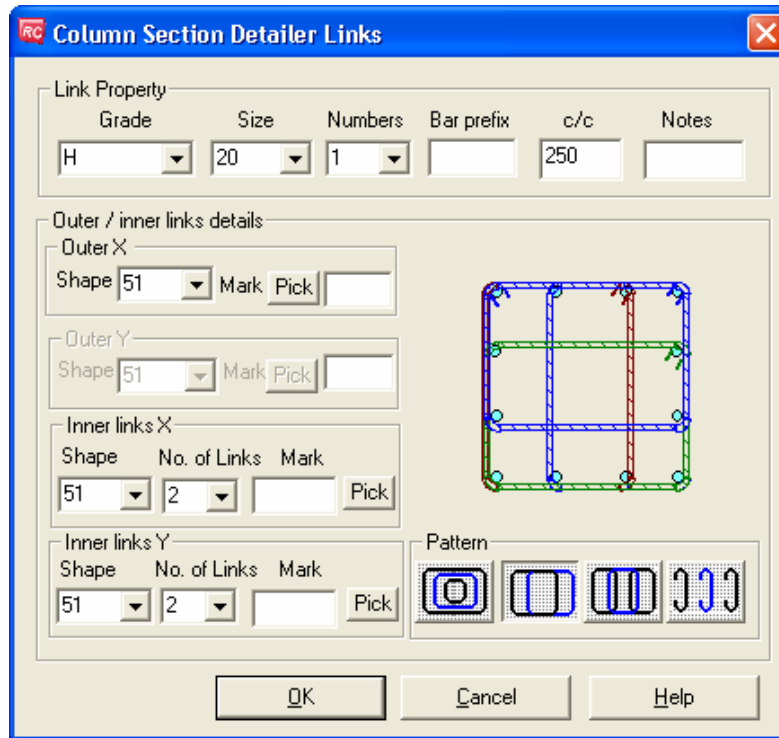 RC Column Section Detailer Links
Link Property
Grade Size Numbers Bar prefix c/c Notes
H 20 1 250
Outer / inner links details
Outer X
Shape 51 Mark Pick
Outer Y
Shape 51 Mark Pick
Inner links X
Shape No. of Links Mark
51 2 Pick
Inner links Y
Shape No. of Links Mark
51 2 Pick
Pattern
OK Cancel Help